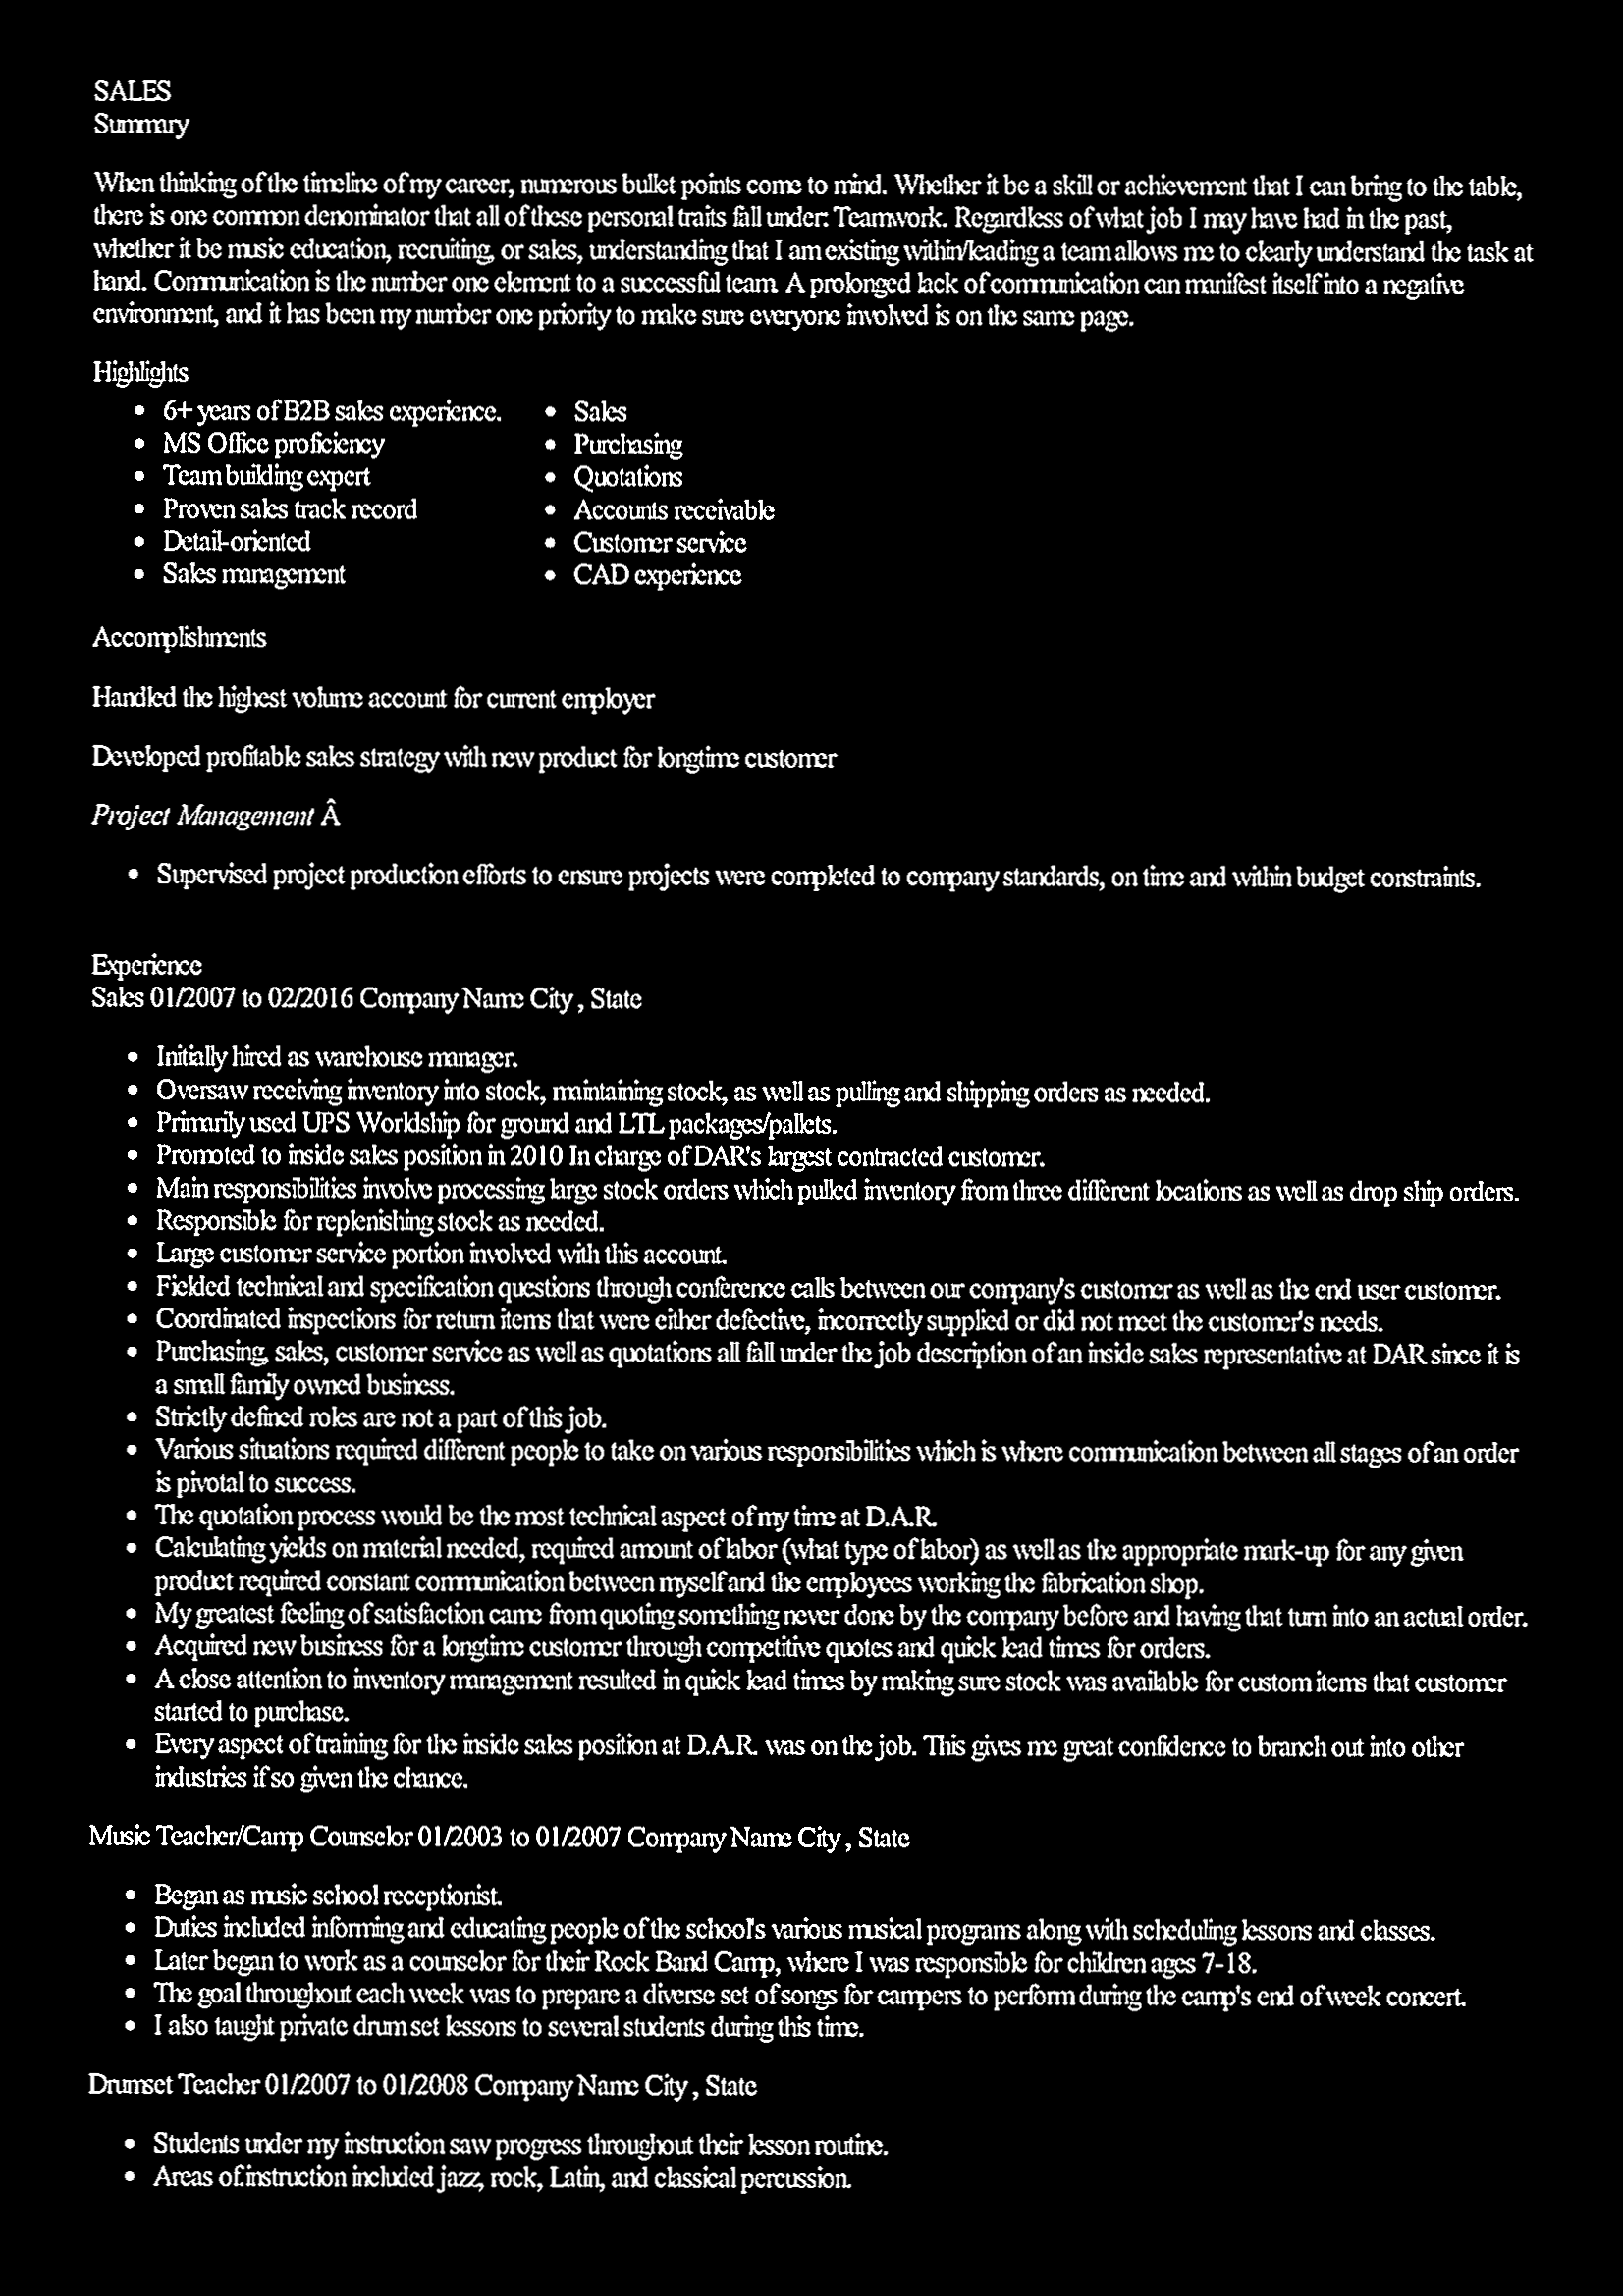 SALES
Summary
When thinking of the timeline of my career, numerous bullet points come to mind. Whether it be a skill or achievement that I can bring to the table,
there is one common denominator that all of these personal traits fall under: Teamwork. Regardless of what job I may have had in the past,
whether it be music education, recruiting, or sales, understanding that I am existing within/leading a team allows me to clearly understand the task at
hand. Communication is the number one element to a successful team. A prolonged lack of communication can manifest itself into a negative
environment, and it has been my number one priority to make sure everyone involved is on the same page.
Highlights
• 6+ years of B2B sales experience.
• MS Office proficiency
• Team building expert
• Proven sales track record
• Detail-oriented
• Sales management
• Sales
• Purchasing
• Quotations
• Accounts receivable
• Customer service
• CAD experience
Accomplishments
Handled the highest volume account for current employer
Developed profitable sales strategy with new product for longtime customer
Project Management Â
• Supervised project production efforts to ensure projects were completed to company standards, on time and within budget constraints.
Experience
Sales 01/2007 to 02/2016 Company Name City , State
• Initially hired as warehouse manager.
• Oversaw receiving inventory into stock, maintaining stock, as well as pulling and shipping orders as needed.
• Primarily used UPS Worldship for ground and LTL packages/pallets.
• Promoted to inside sales position in 2010 In charge of DAR's largest contracted customer.
• Main responsibilities involve processing large stock orders which pulled inventory from three different locations as well as drop ship orders.
• Responsible for replenishing stock as needed.
• Large customer service portion involved with this account.
• Fielded technical and specification questions through conference calls between our company's customer as well as the end user customer.
• Coordinated inspections for return items that were either defective, incorrectly supplied or did not meet the customer's needs.
• Purchasing, sales, customer service as well as quotations all fall under the job description of an inside sales representative at DAR since it is
a small family owned business.
• Strictly defined roles are not a part of this job.
• Various situations required different people to take on various responsibilities which is where communication between all stages of an order
is pivotal to success.
• The quotation process would be the most technical aspect of my time at D.A.R.
• Calculating yields on material needed, required amount of labor (what type of labor) as well as the appropriate mark-up for any given
product required constant communication between myself and the employees working the fabrication shop.
• My greatest feeling of satisfaction came from quoting something never done by the company before and having that turn into an actual order.
• Acquired new business for a longtime customer through competitive quotes and quick lead times for orders.
• A close attention to inventory management resulted in quick lead times by making sure stock was available for custom items that customer
started to purchase.
• Every aspect of training for the inside sales position at D.A.R. was on the job. This gives me great confidence to branch out into other
industries if so given the chance.
Music Teacher/Camp Counselor 01/2003 to 01/2007 Company Name City , State
• Began as music school receptionist.
• Duties included informing and educating people of the school's various musical programs along with scheduling lessons and classes.
• Later began to work as a counselor for their Rock Band Camp, where I was responsible for children ages 7-18.
• The goal throughout each week was to prepare a diverse set of songs for campers to perform during the camp's end of week concert.
• I also taught private drum set lessons to several students during this time.
Drumset Teacher 01/2007 to 01/2008 Company Name City , State
• Students under my instruction saw progress throughout their lesson routine.
• Areas of instruction included jazz, rock, Latin, and classical percussion.